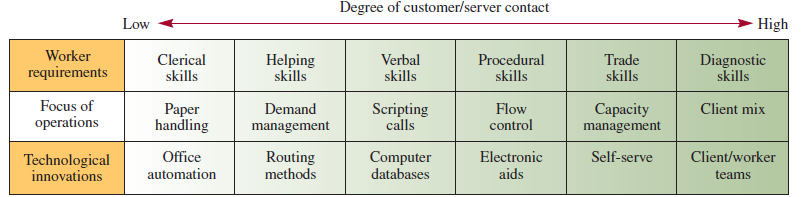 Degree of customer/server contact
Low
High
Worker requirements
Clerical skills
Helping skills
Verbal skills
Procedural skills
Trade skills
Diagnostic skills
Focus of operations
Paper handling
Demand management
Scripting calls
Flow control
Capacity management
Client mix
Technological innovations
Office automation
Routing methods
Computer databases
Electronic aids
Self-serve
Client/worker teams